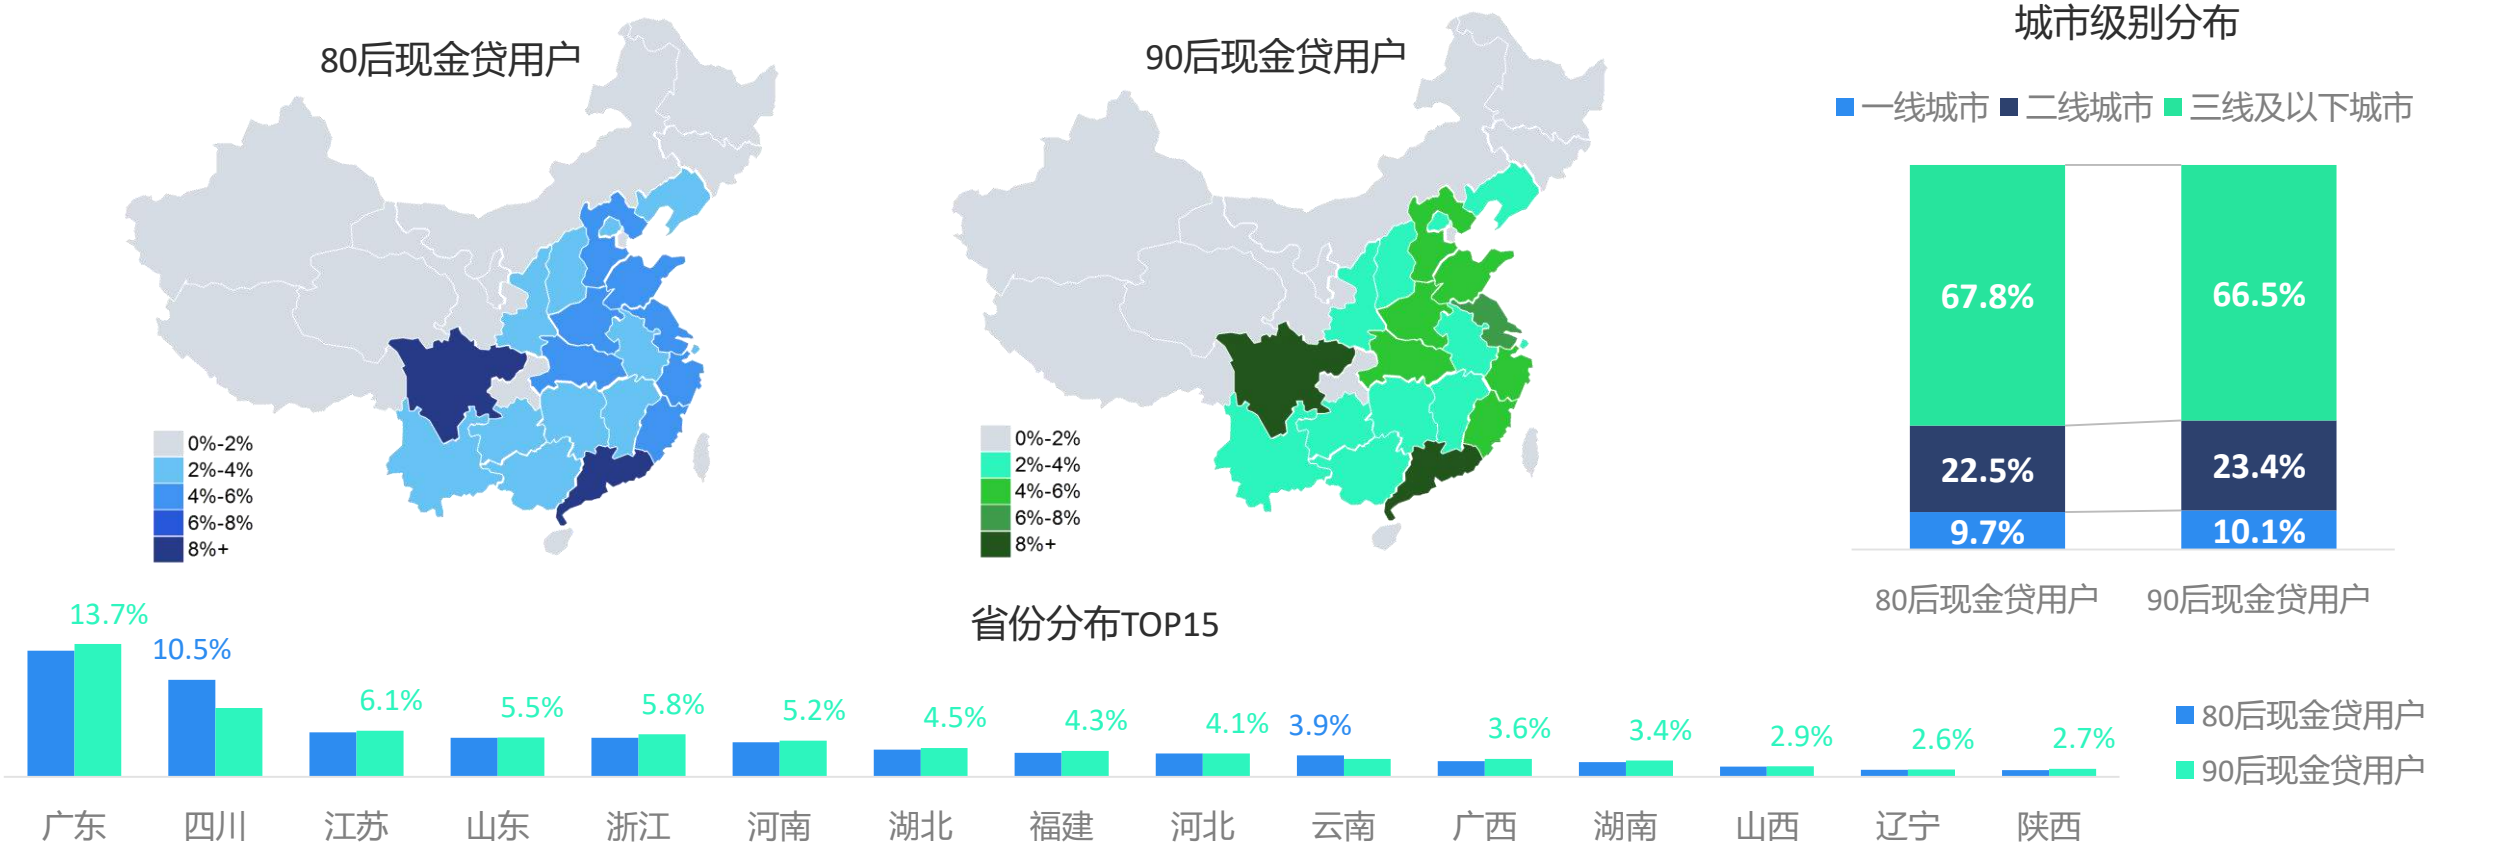 80后现金贷用户
0%-2%
2%-4%
4%-6%
6%-8%
8%+
90后现金贷用户
0%-2%
2%-4%
4%-6%
6%-8%
8%+
城市级别分布
一线城市 二线城市 三线及以下城市
67.8% 66.5%
22.5% 23.4%
9.7% 10.1%
80后现金贷用户 90后现金贷用户
省份分布TOP15
13.7% 10.5% 6.1% 5.5% 5.8% 5.2% 4.5% 4.3% 4.1% 3.9% 3.6% 3.4% 2.9% 2.6% 2.7%
80后现金贷用户
90后现金贷用户
广东 四川 江苏 山东 浙江 河南 湖北 福建 河北 云南 广西 湖南 山西 辽宁 陕西